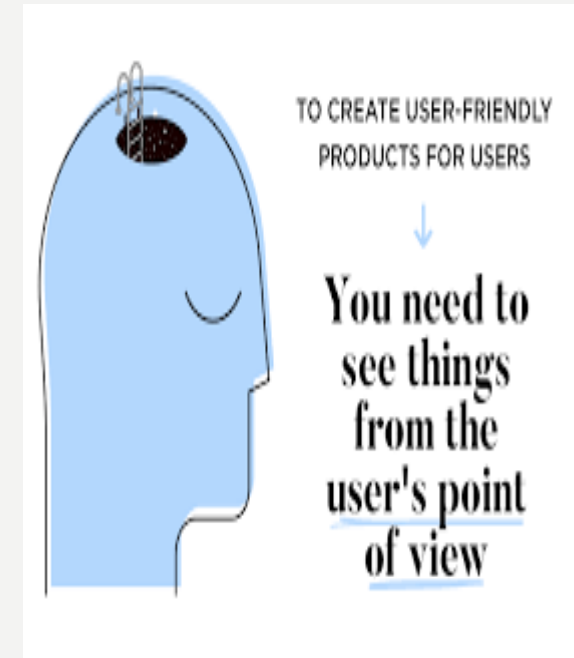 TO CREATE USER-FRIENDLY
PRODUCTS FOR USERS
You need to
see things
from the
user's point
of view